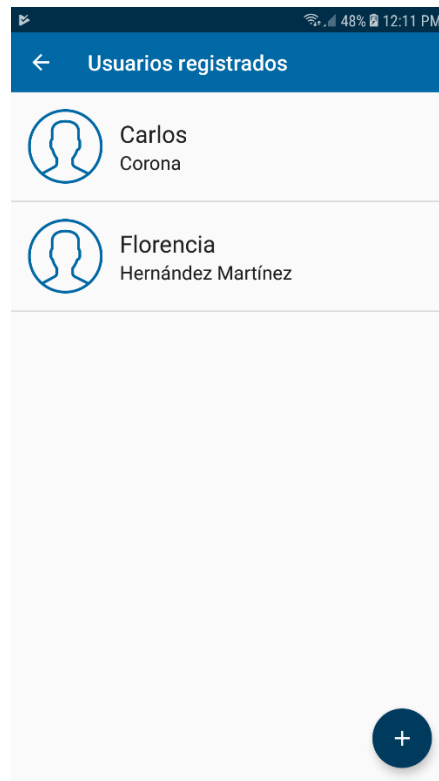 48% 12:11 PM
Usuarios registrados
Carlos
Corona
Florencia
Hernández Martínez
+